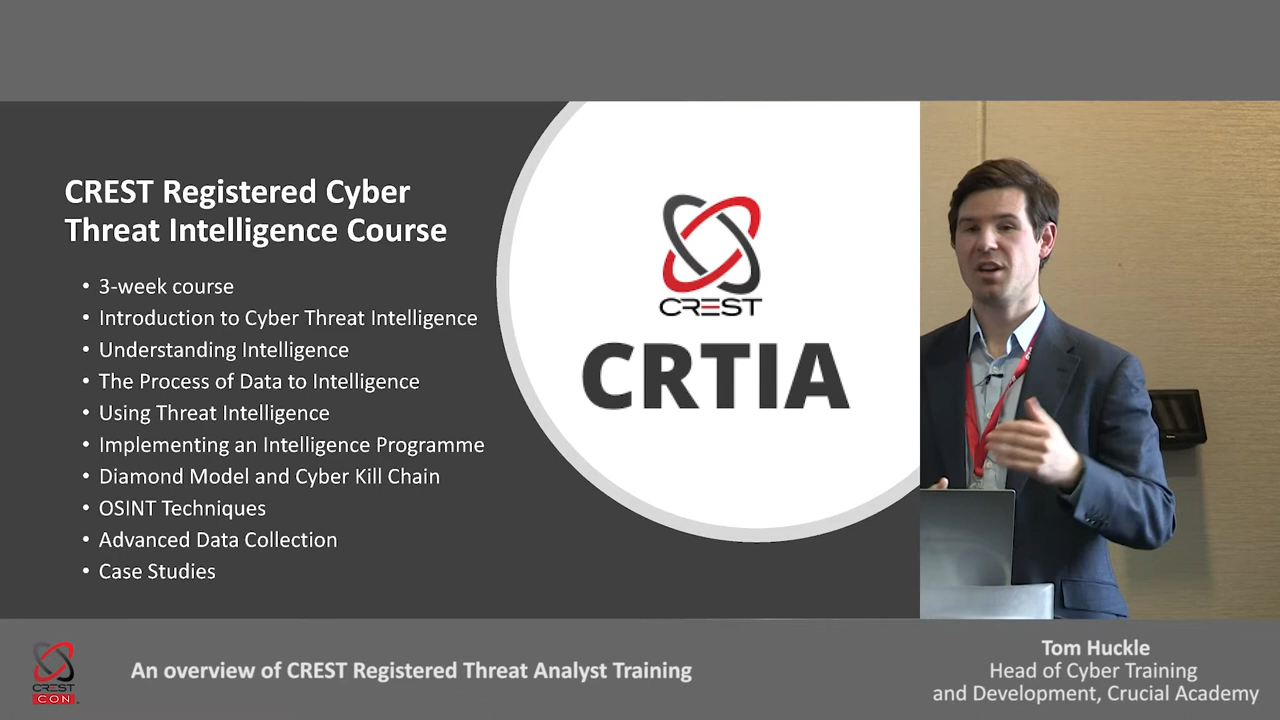 CREST Registered Cyber
Threat Intelligence Course
• 3-week course
• Introduction to Cyber Threat Intelligence
• Understanding Intelligence
• The Process of Data to Intelligence
• Using Threat Intelligence
• Implementing an Intelligence Programme
• Diamond Model and Cyber Kill Chain
• OSINT Techniques
• Advanced Data Collection
• Case Studies
CREST
CRTIA
CREST
CON
An overview of CREST Registered Threat Analyst Training
Tom Huckle
Head of Cyber Training
and Development, Crucial Academy